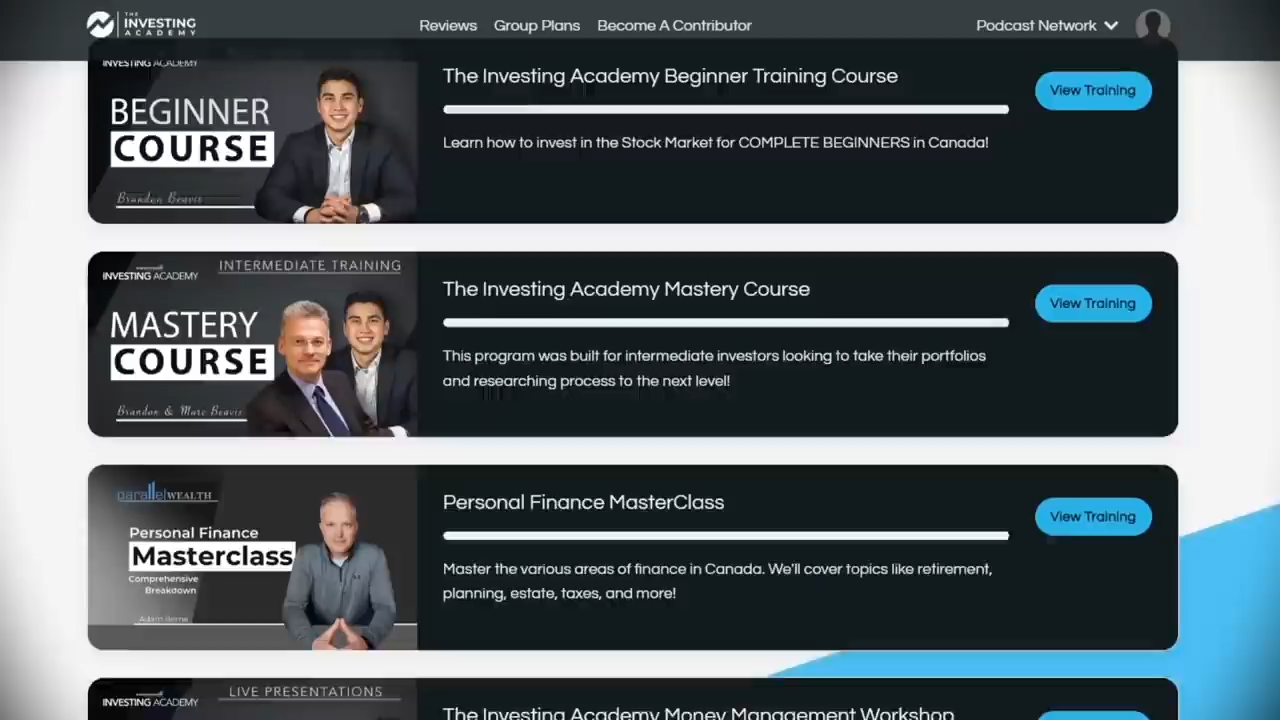 THE
INVESTING
ACADEMY
Reviews
Group Plans
Become A Contributor
Podcast Network
INVESTING ACADEMY
BEGINNER
COURSE
Brandon Beavis
The Investing Academy Beginner Training Course
View Training
Learn how to invest in the Stock Market for COMPLETE BEGINNERS in Canada!
INVESTING ACADEMY
INTERMEDIATE TRAINING
MASTERY
COURSE
Brandon & Marc Beavis
The Investing Academy Mastery Course
View Training
This program was built for intermediate investors looking to take their portfolios
and researching process to the next level!
parallelWEALTH
Personal Finance
Masterclass
Comprehensive
Breakdown
Personal Finance MasterClass
View Training
Master the various areas of finance in Canada. We'll cover topics like retirement,
planning, estate, taxes, and more!
INVESTING ACADEMY
LIVE PRESENTATIONS
The Investing Academy Money Management Workshop